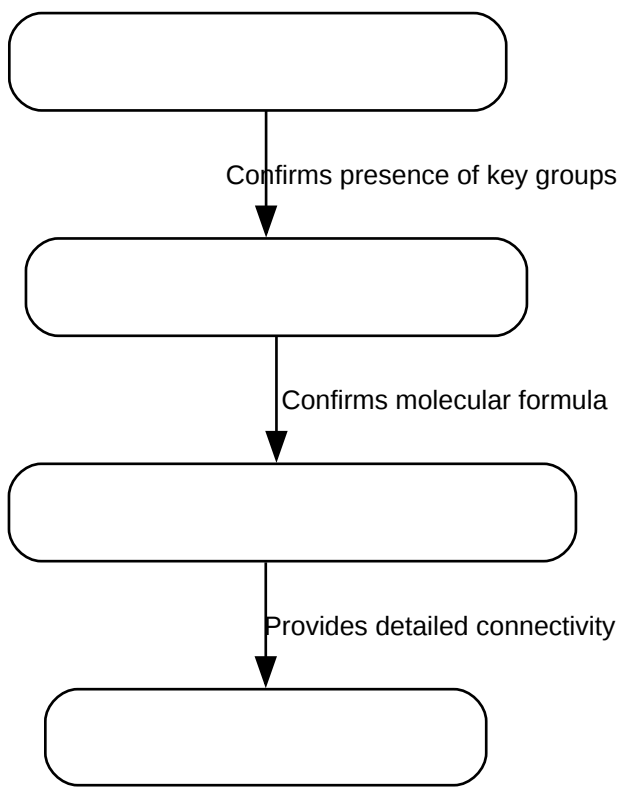 Confirms presence of key groups
Confirms molecular formula
Provides detailed connectivity